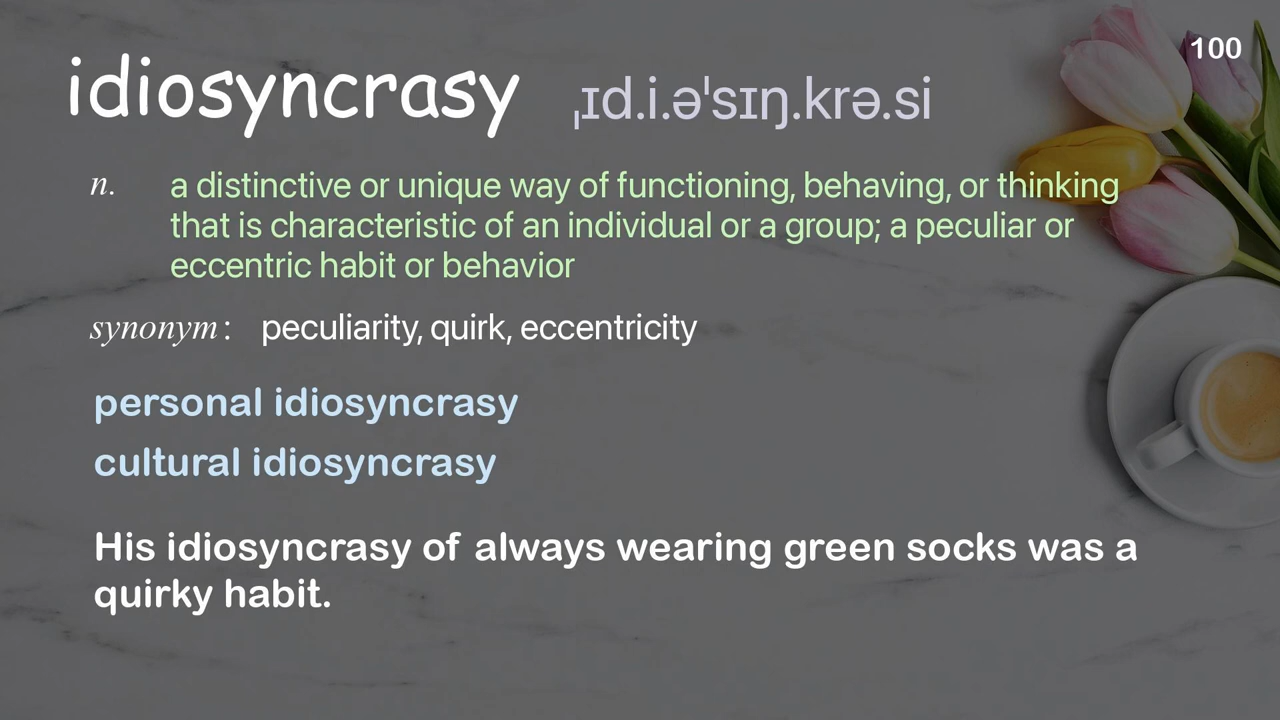 100
idiosyncrasy ˌɪd.i.əˈsɪŋ.krə.si
n. a distinctive or unique way of functioning, behaving, or thinking
that is characteristic of an individual or a group; a peculiar or
eccentric habit or behavior
synonym: peculiarity, quirk, eccentricity
personal idiosyncrasy
cultural idiosyncrasy
His idiosyncrasy of always wearing green socks was a
quirky habit.